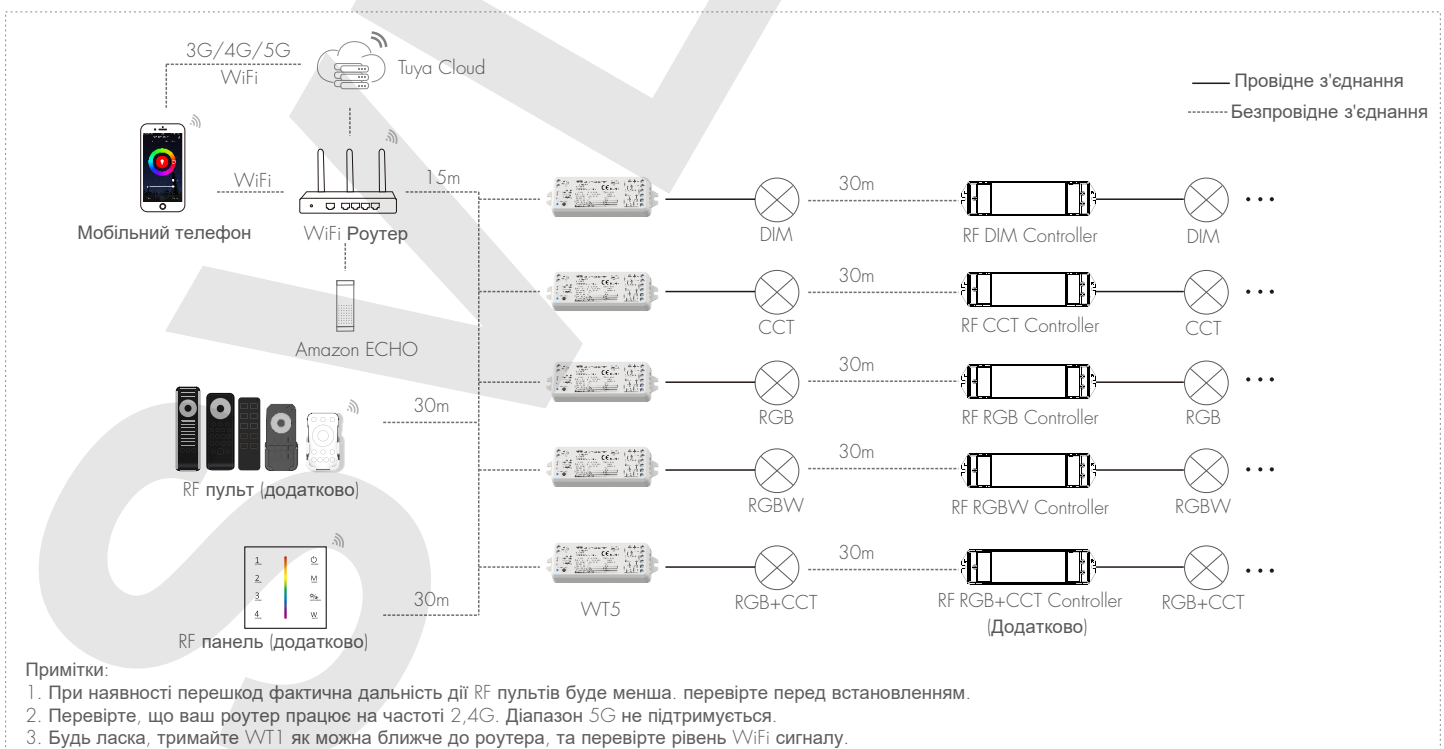 3G/4G/5G
WiFi
Tuya Cloud
Провідне з'єднання
Безпровідне з'єднання
WiFi
15m
Мобільний телефон
WiFi Роутер
Amazon ECHO
30m
RF пульт (додатково)
1
2
3
4
M
W
30m
RF панель (додатково)
DIM
30m
RF DIM Controller
DIM
CCT
30m
RF CCT Controller
CCT
RGB
30m
RF RGB Controller
RGB
RGBW
30m
RF RGBW Controller
RGBW
WT5
RGB+CCT
30m
RF RGB+CCT Controller
(Додатково)
RGB+CCT
Примітки:
1. При наявності перешкод фактична дальність дії RF пультів буде менша. перевірте перед встановленням.
2. Перевірте, що ваш роутер працює на частоті 2,4G. Діапазон 5G не підтримується.
3. Будь ласка, тримайте WT1 як можна ближче до роутера, та перевірте рівень WiFi сигналу.